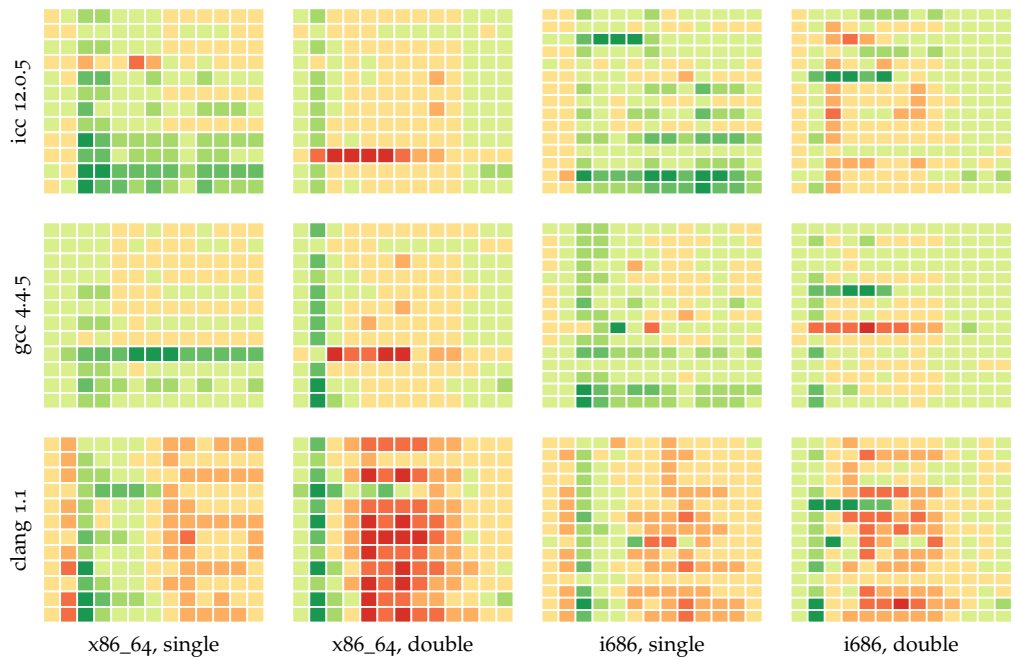 icc 12.0.5
gcc 4.4.5
clang 1.1
x86_64, single
x86_64, double
i686, single
i686, double